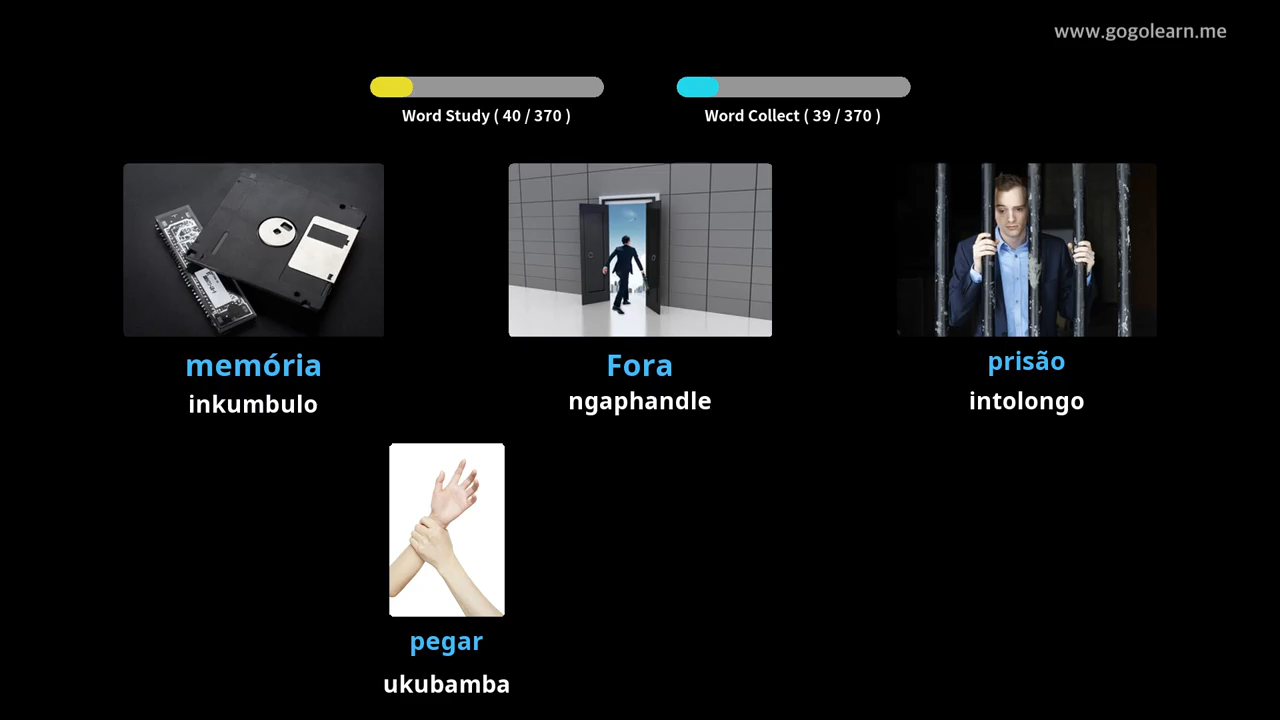 www.gogolearn.me
Word Study ( 40 / 370 )
Word Collect ( 39 / 370 )
memória
inkumbulo
Fora
ngaphandle
prisão
intolongo
pegar
ukubamba